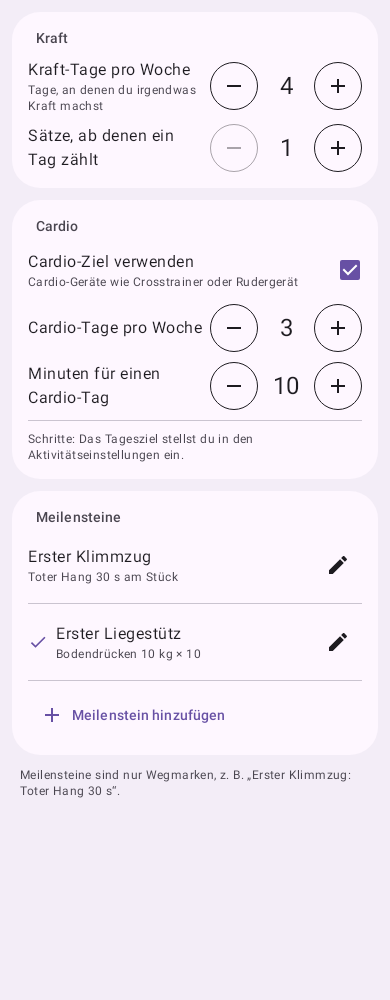 Kraft
Kraft-Tage pro Woche
Tage, an denen du irgendwas
Kraft machst
4
Sätze, ab denen ein
Tag zählt
1
Cardio
Cardio-Ziel verwenden
Cardio-Geräte wie Crosstrainer oder Rudergerät
Cardio-Tage pro Woche
3
Minuten für einen
Cardio-Tag
10
Schritte: Das Tagesziel stellst du in den
Aktivitätseinstellungen ein.
Meilensteine
Erster Klimmzug
Toter Hang 30 s am Stück
Erster Liegestütz
Bodendrücken 10 kg × 10
Meilenstein hinzufügen
Meilensteine sind nur Wegmarken, z. B. „Erster Klimmzug:
Toter Hang 30 s“.